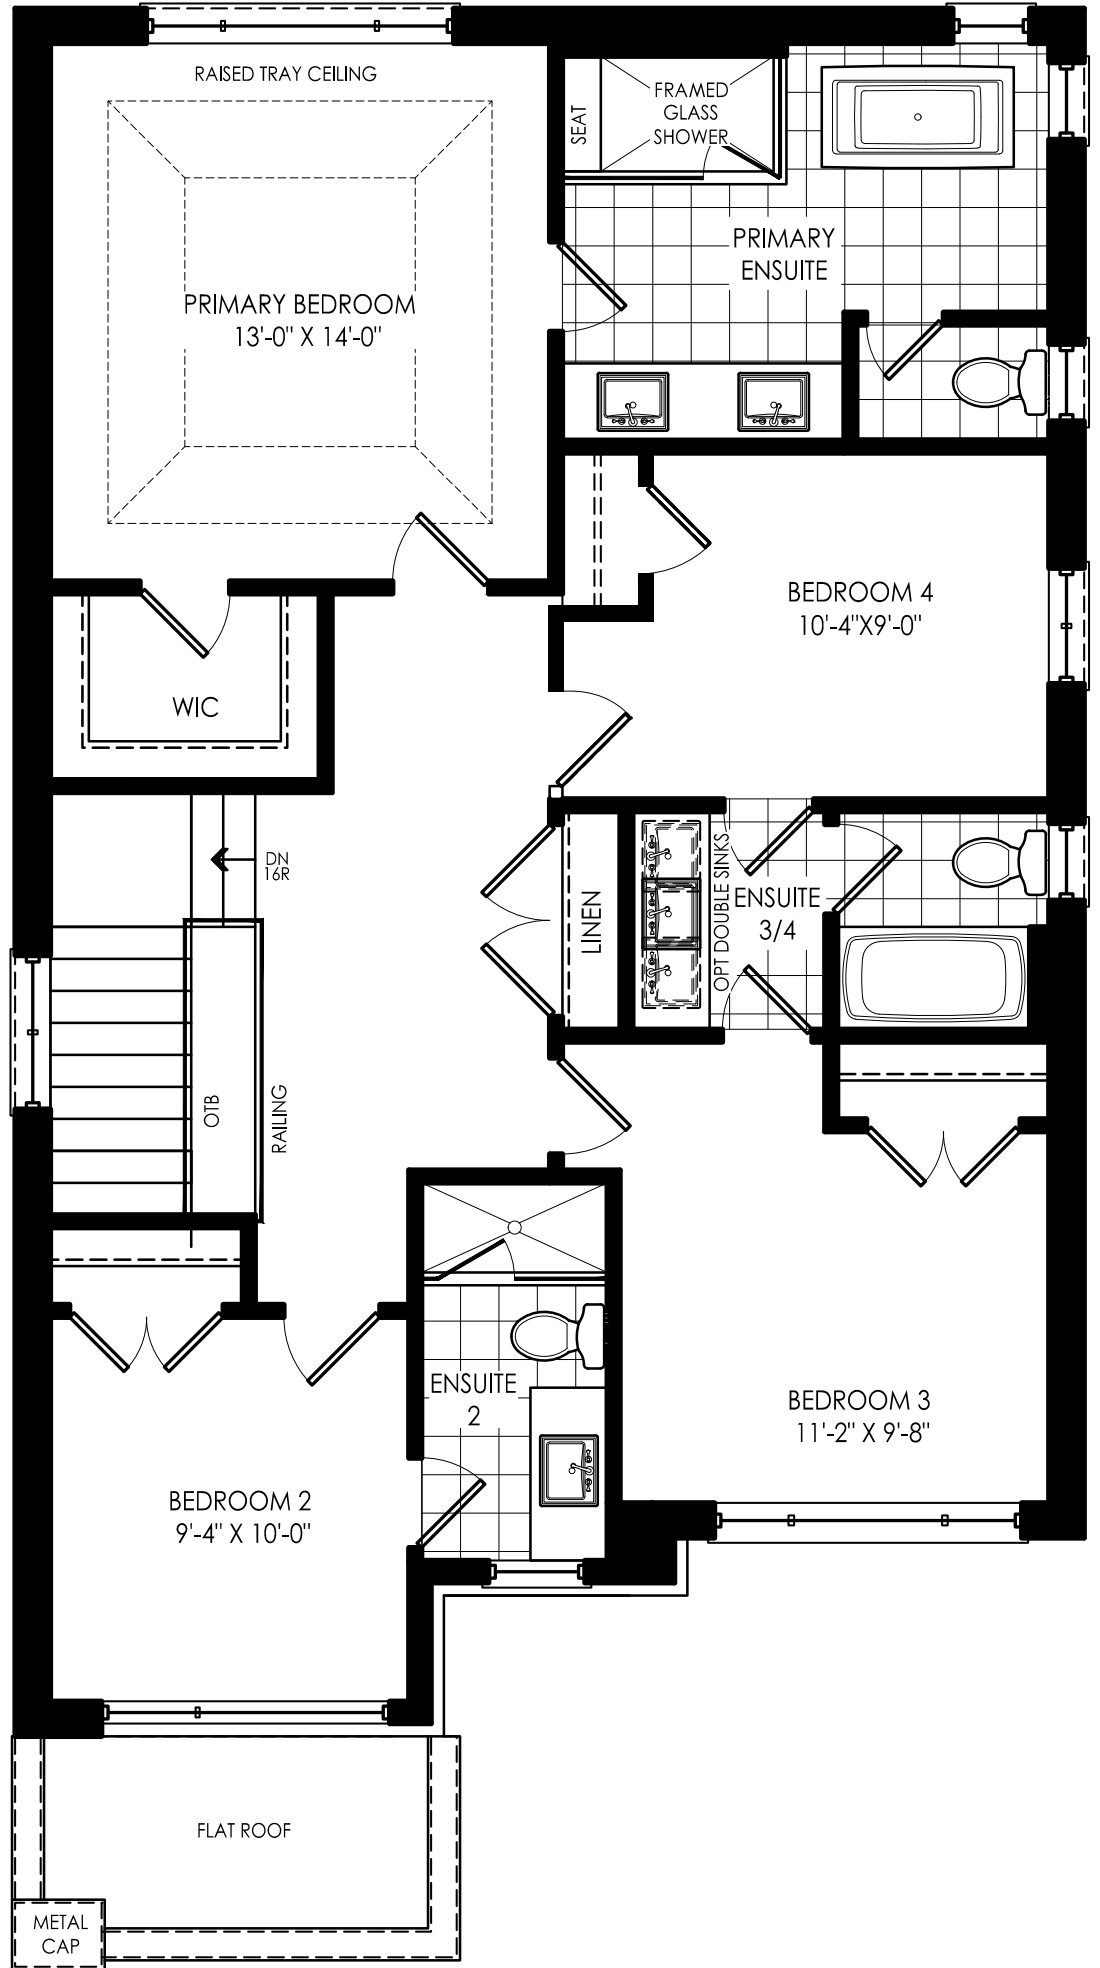 RAISED TRAY CEILING
SEAT
FRAMED
GLASS
SHOWER
PRIMARY
ENSUITE
PRIMARY BEDROOM
13'-0" X 14'-0"
BEDROOM 4
10'-4"X9'-0"
WIC
DN
16R
LINEN
OPT DOUBLE SINKS
ENSUITE
3/4
OTB
RAILING
ENSUITE
2
BEDROOM 3
11'-2" X 9'-8"
BEDROOM 2
9'-4" X 10'-0"
FLAT ROOF
METAL
CAP